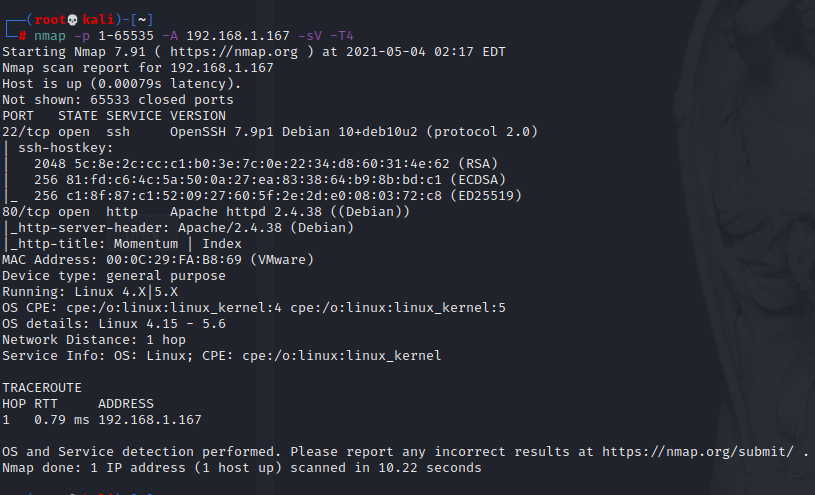 ┌──(root💀kali)-[~]
└─# nmap -p 1-65535 -A 192.168.1.167 -sV -T4
Starting Nmap 7.91 ( https://nmap.org ) at 2021-05-04 02:17 EDT
Nmap scan report for 192.168.1.167
Host is up (0.00079s latency).
Not shown: 65533 closed ports
PORT   STATE SERVICE VERSION
22/tcp open  ssh     OpenSSH 7.9p1 Debian 10+deb10u2 (protocol 2.0)
| ssh-hostkey:
|   2048 5c:8e:2c:cc:c1:b0:3e:7c:0e:22:34:d8:60:31:4e:62 (RSA)
|   256 81:fd:c6:4c:5a:50:0a:27:ea:83:38:64:b9:8b:bd:c1 (ECDSA)
|_  256 c1:8f:87:c1:52:09:27:60:5f:2e:2d:e0:08:03:72:c8 (ED25519)
80/tcp open  http    Apache httpd 2.4.38 ((Debian))
|_http-server-header: Apache/2.4.38 (Debian)
|_http-title: Momentum | Index
MAC Address: 00:0C:29:FA:B8:69 (VMware)
Device type: general purpose
Running: Linux 4.X|5.X
OS CPE: cpe:/o:linux:linux_kernel:4 cpe:/o:linux:linux_kernel:5
OS details: Linux 4.15 - 5.6
Network Distance: 1 hop
Service Info: OS: Linux; CPE: cpe:/o:linux:linux_kernel

TRACEROUTE
HOP RTT     ADDRESS
1   0.79 ms 192.168.1.167

OS and Service detection performed. Please report any incorrect results at https://nmap.org/submit/ .
Nmap done: 1 IP address (1 host up) scanned in 10.22 seconds